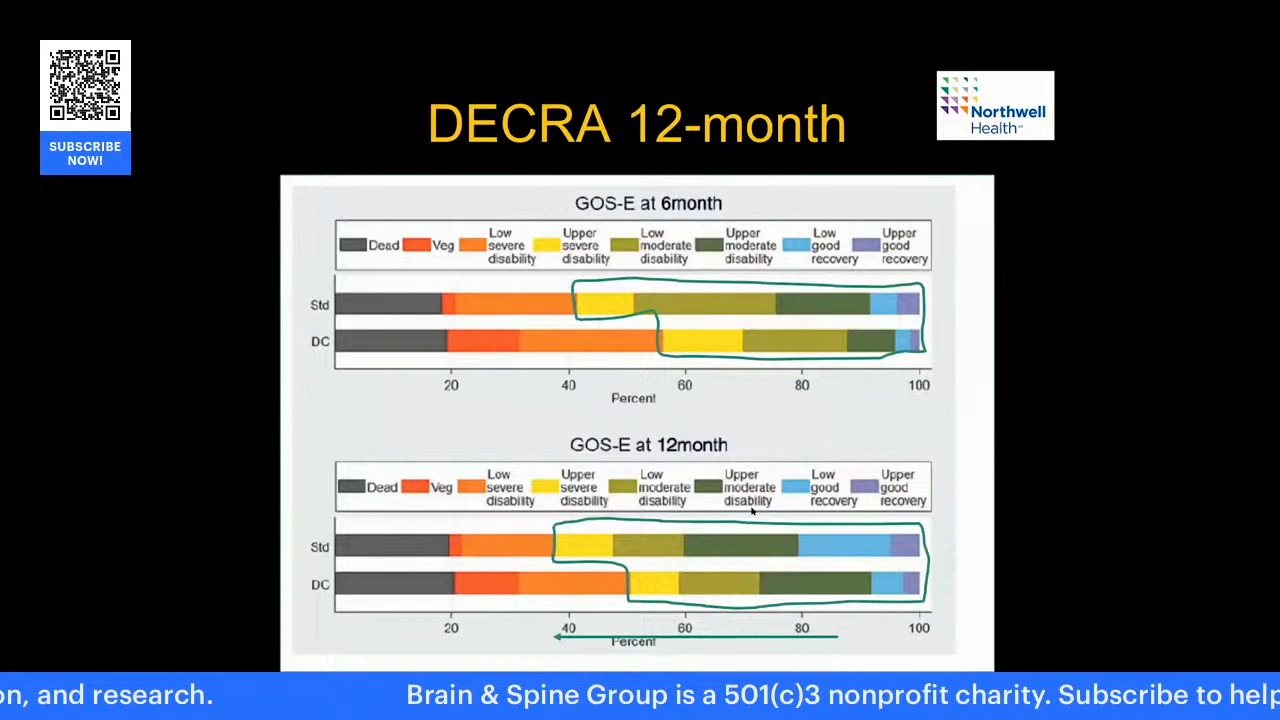 SUBSCRIBE
NOW!
DECRA 12-month
Northwell
Health™
GOS-E at 6month
Dead
Veg
Low severe disability
Upper severe disability
Low moderate disability
Upper moderate disability
Low good recovery
Upper good recovery
Std
DC
20 40 60 80 100
Percent
GOS-E at 12month
Dead
Veg
Low severe disability
Upper severe disability
Low moderate disability
Upper moderate disability
Low good recovery
Upper good recovery
Std
DC
20 40 60 80 100
Percent
on, and research. Brain & Spine Group is a 501(c)3 nonprofit charity. Subscribe to help